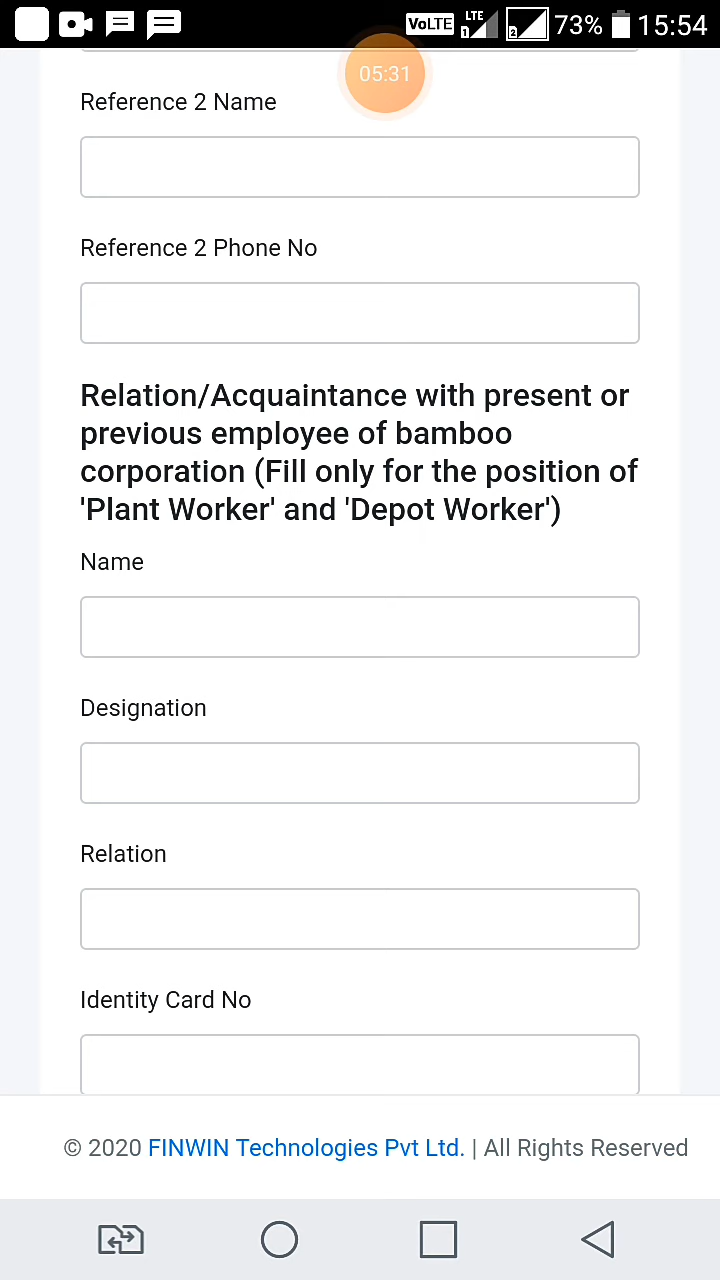 VoLTE LTE 1 2 73% 15:54
05:31
Reference 2 Name
Reference 2 Phone No
Relation/Acquaintance with present or
previous employee of bamboo
corporation (Fill only for the position of
'Plant Worker' and 'Depot Worker')
Name
Designation
Relation
Identity Card No
© 2020 FINWIN Technologies Pvt Ltd. | All Rights Reserved